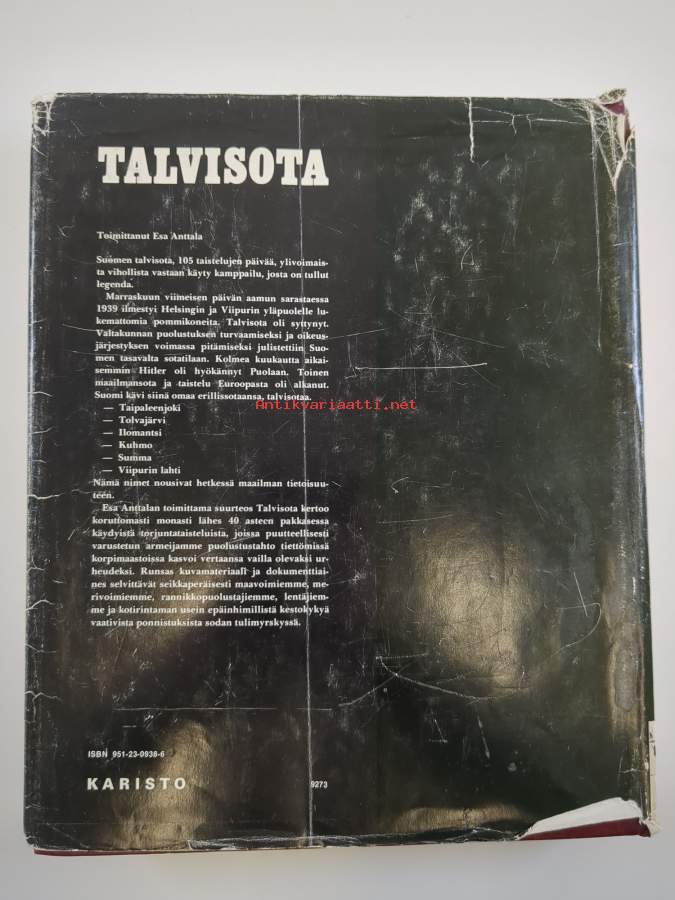 TALVISOTA
Toimittanut Esa Anttala
Suomen talvisota, 105 taistelujen päivää, ylivoimais-
ta vihollista vastaan käyty kamppailu, josta on tullut
legenda.
Marraskuun viimeisen päivän aamun sarastaessa
1939 ilmestyi Helsingin ja Viipurin yläpuolelle lu-
kemattomia pommikoneita. Talvisota oli syttynyt.
Valtakunnan puolustuksen turvaamiseksi ja oikeus-
järjestyksen voimassa pitämiseksi julistettiin Suo-
men tasavalta sotatilaan. Kolmea kuukautta aikai-
semmin Hitler oli hyökännyt Puolaan. Toinen
maailmansota ja taistelu Euroopasta oli alkanut.
Suomi kävi siinä omaa erillissotaansa, talvisotaa.
Antikvariaatti.net
— Taipaleenjoki
— Tolvajärvi
— Ilomantsi
— Kuhmo
— Summa
— Viipurin lahti
Nämä nimet nousivat hetkessä maailman tietoisuu-
teen.
Esa Anttalan toimittama suurteos Talvisota kertoo
koruttomasti monasti lähes 40 asteen pakkasessa
käydyistä torjuntataisteluista, joissa puutteellisesti
varustetun armeijamme puolustustahto tiettömissä
korpimaastoissa kasvoi vertaansa vailla olevaksi ur-
heudeksi. Runsas kuvamateriaali ja dokumenttiai-
nes selvittävät seikkaperäisesti maavoimiemme, me-
rivoimiemme, rannikkopuolustajiemme, lentäjiem-
me ja kotirintaman usein epäinhimillistä kestokykyä
vaativista ponnistuksista sodan tulimyrskyssä.
ISBN 951-23-0938-6
KARISTO
9273